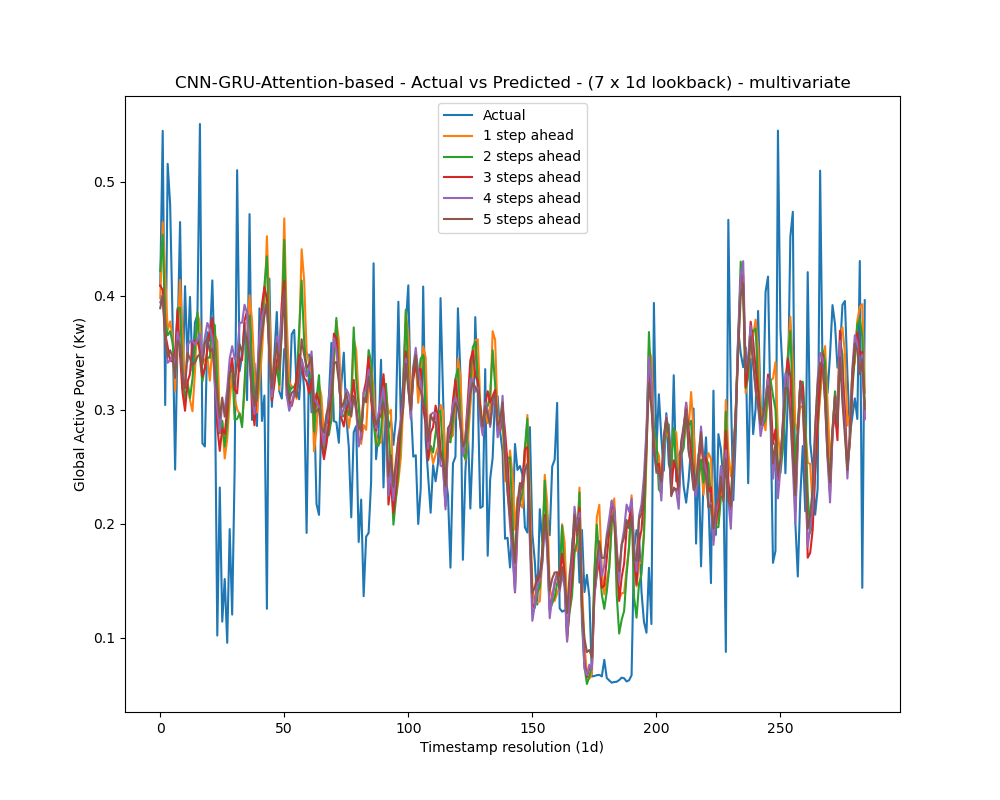 CNN-GRU-Attention-based - Actual vs Predicted - (7 x 1d lookback) - multivariate
Actual
1 step ahead
2 steps ahead
3 steps ahead
4 steps ahead
5 steps ahead
Global Active Power (Kw)
0.5
0.4
0.3
0.2
0.1
0 50 100 150 200 250
Timestamp resolution (1d)